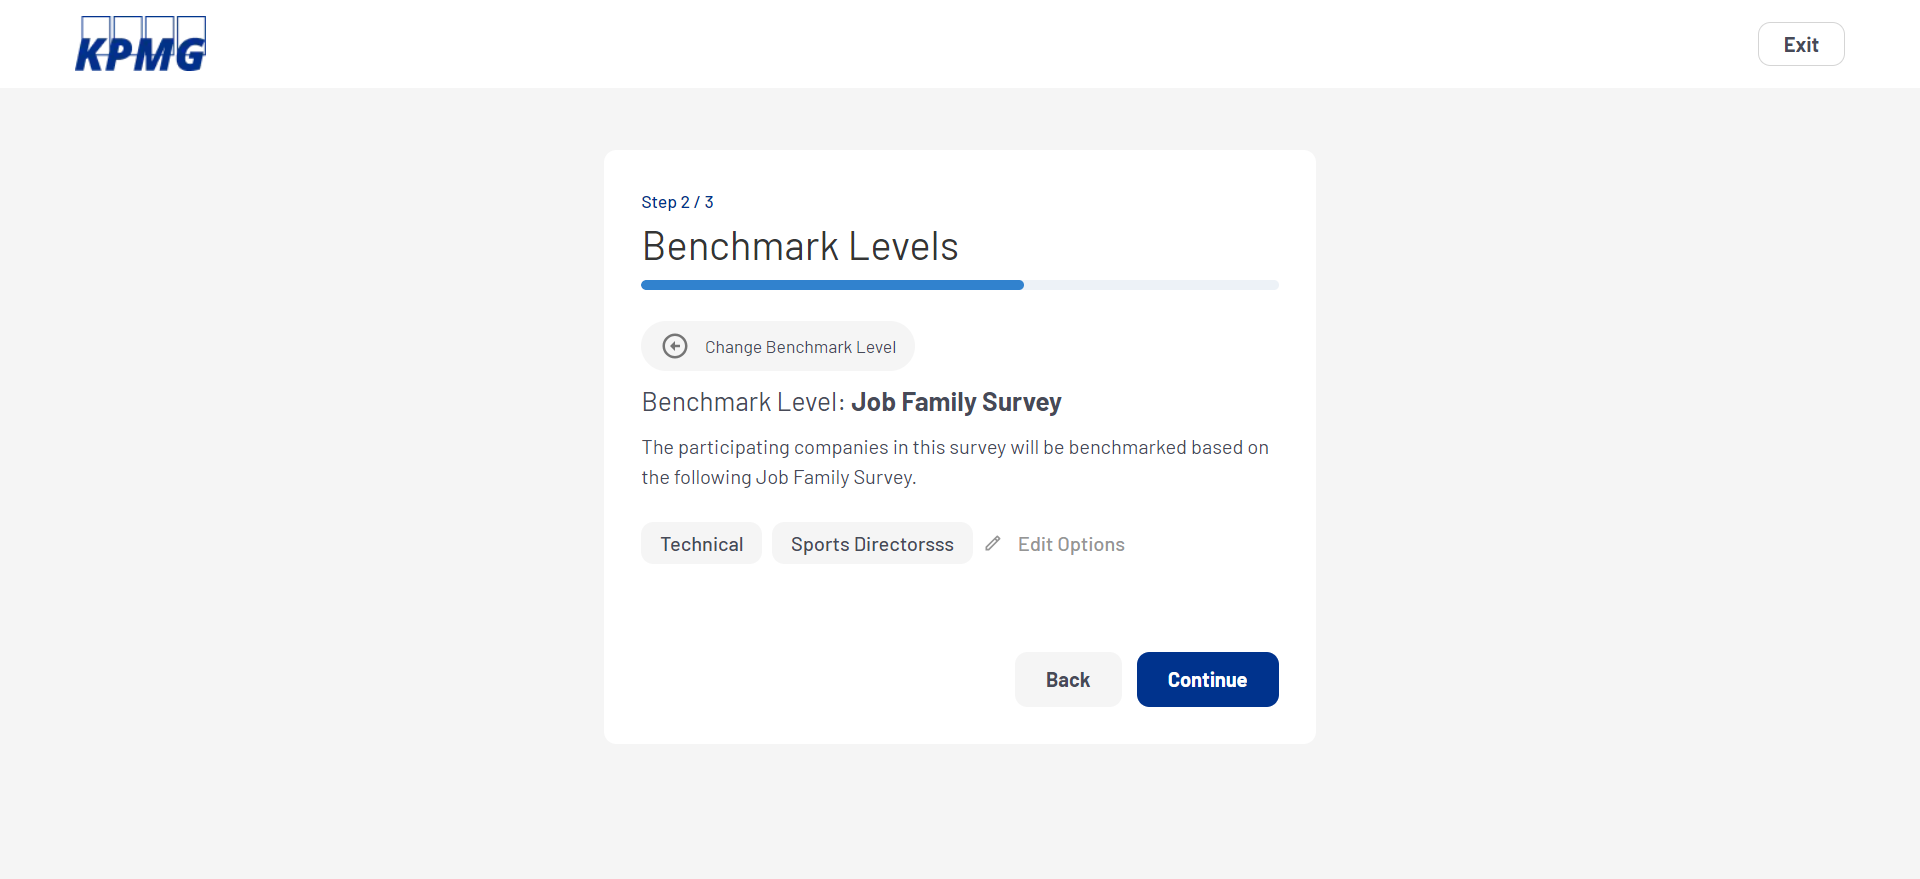 KPMG
Exit
Step 2 / 3
Benchmark Levels
Change Benchmark Level
Benchmark Level: Job Family Survey
The participating companies in this survey will be benchmarked based on
the following Job Family Survey.
Technical
Sports Directorsss
Edit Options
Back
Continue